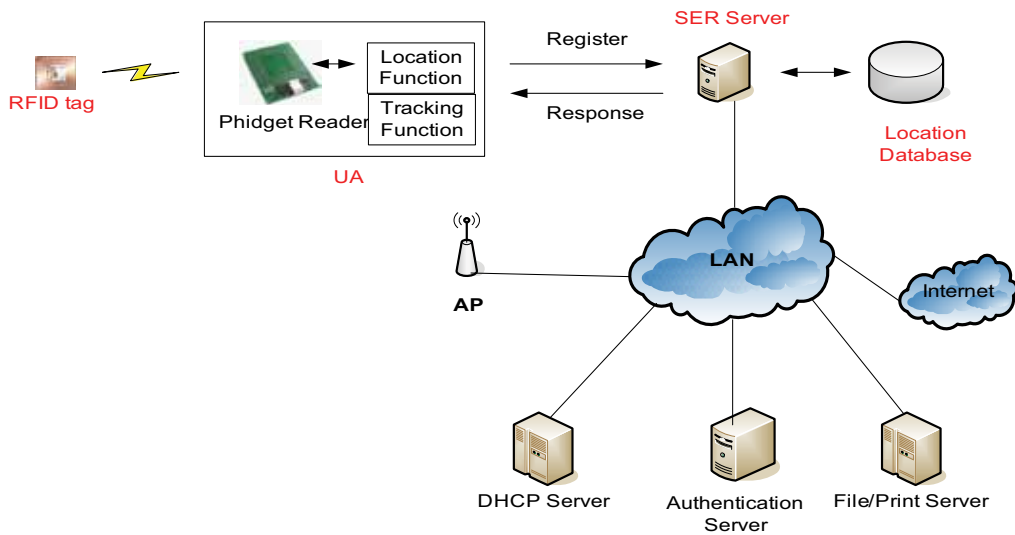 SER Server
Register
Location
Function
RFID tag
Phidget Reader
Tracking
Function
Response
Location
Database
UA
LAN
AP
Internet
DHCP Server
Authentication
Server
File/Print Server